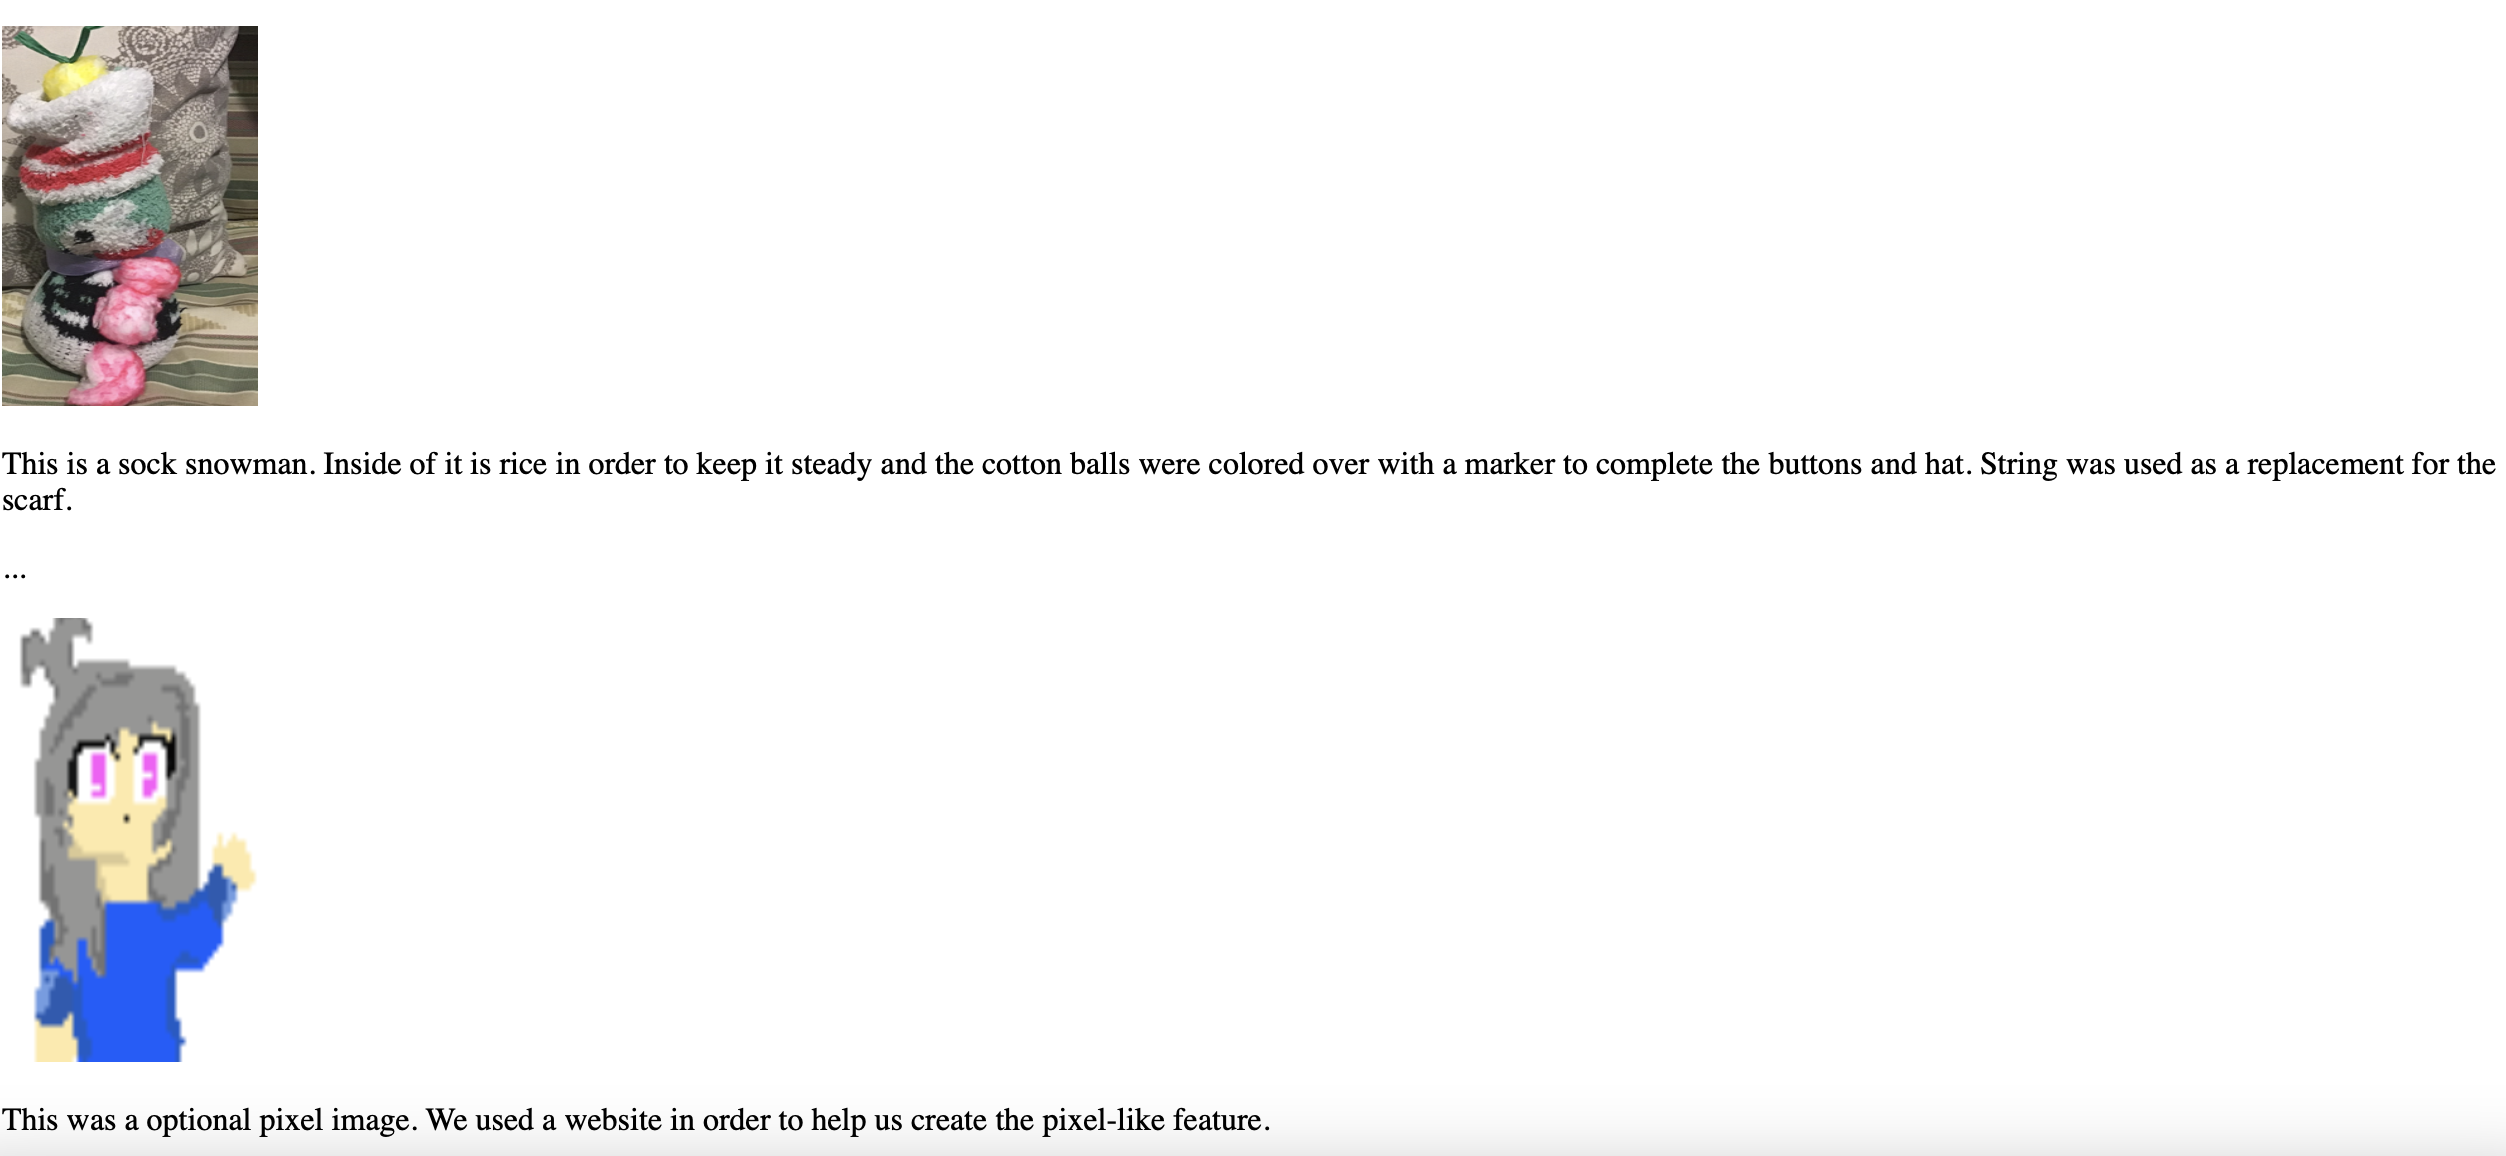 This is a sock snowman. Inside of it is rice in order to keep it steady and the cotton balls were colored over with a marker to complete the buttons and hat. String was used as a replacement for the
scarf.
...
This was a optional pixel image. We used a website in order to help us create the pixel-like feature.